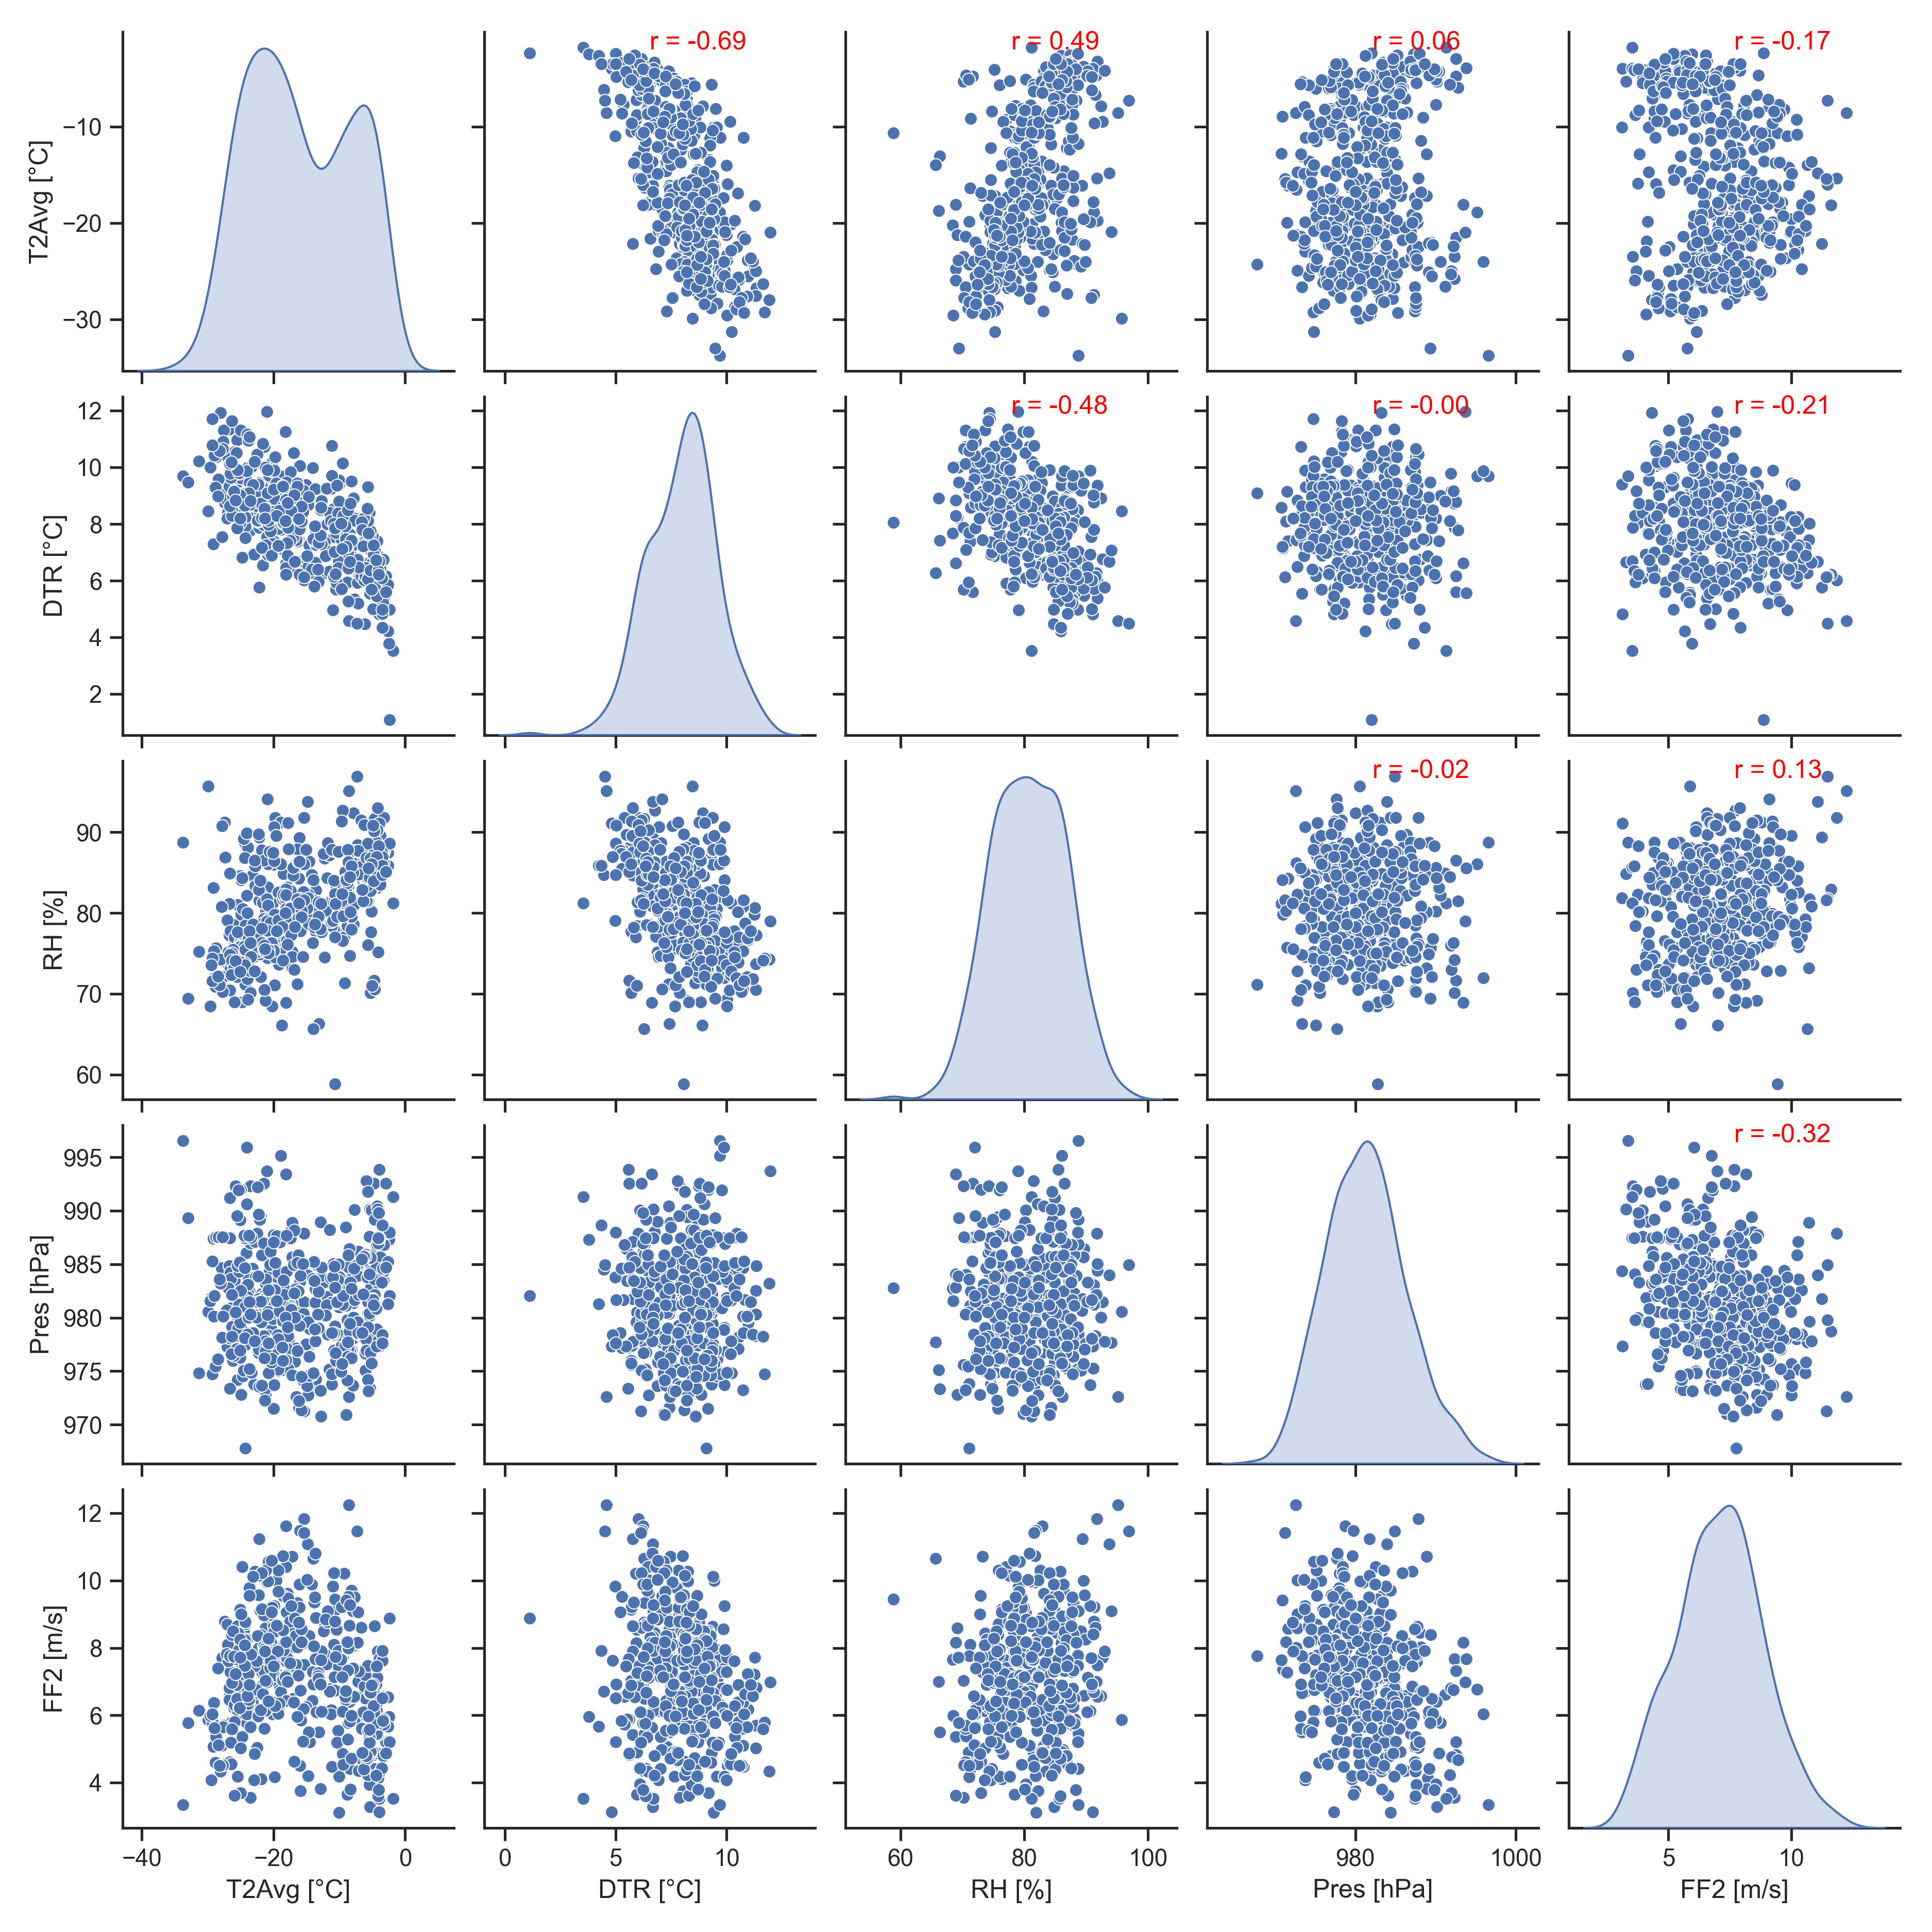 r = -0.69
r = 0.49
r = 0.06
r = -0.17
T2Avg [°C]
−10
−20
−30
r = -0.48
r = -0.00
r = -0.21
DTR [°C]
12
10
8
6
4
2
r = -0.02
r = 0.13
RH [%]
90
80
70
60
r = -0.32
Pres [hPa]
995
990
985
980
975
970
FF2 [m/s]
12
10
8
6
4
−40 −20 0
0 5 10
60 80 100
980 1000
5 10
T2Avg [°C]
DTR [°C]
RH [%]
Pres [hPa]
FF2 [m/s]